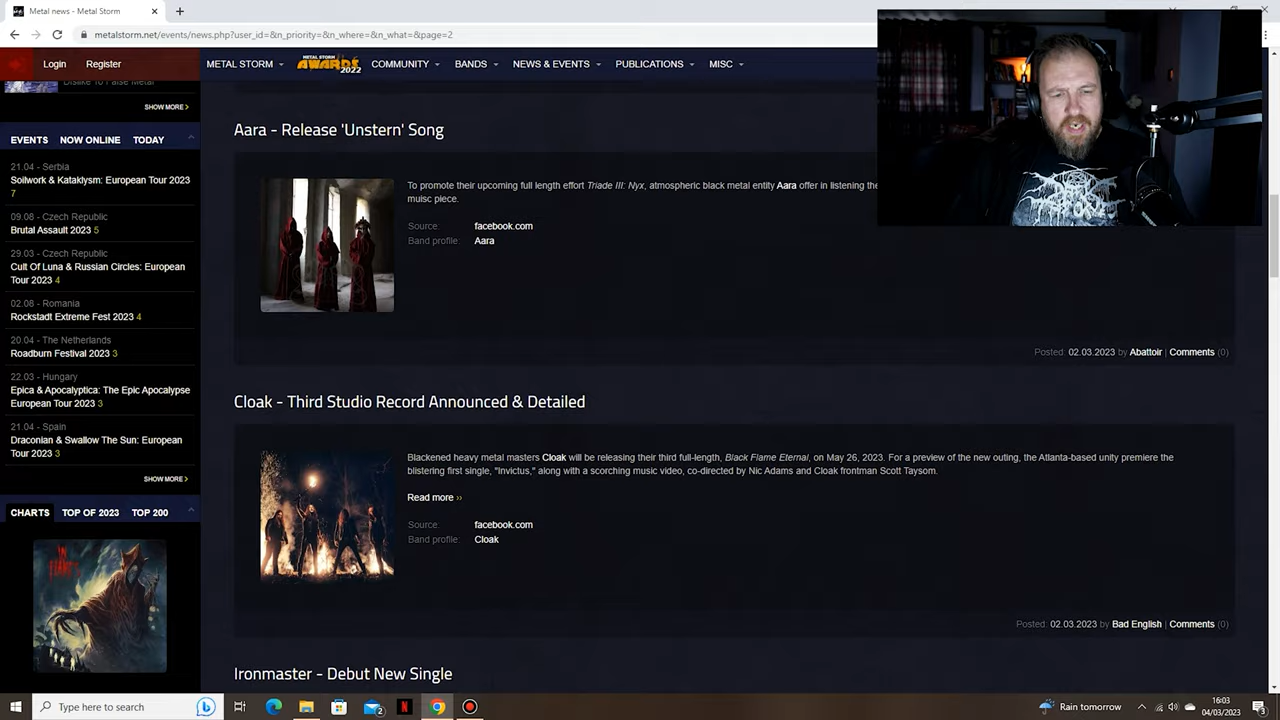 Metal news - Metal Storm
metalstorm.net/events/news.php?user_id=&n_priority=&n_where=&n_what=&page=2
Login Register
METAL STORM METAL STORM AWARDS 2022 COMMUNITY BANDS NEWS & EVENTS PUBLICATIONS MISC
Dislike To False Metal
SHOW MORE
EVENTS NOW ONLINE TODAY
21.04 - Serbia
Soilwork & Kataklysm: European Tour 2023
7
09.08 - Czech Republic
Brutal Assault 2023 5
29.03 - Czech Republic
Cult Of Luna & Russian Circles: European
Tour 2023 4
02.08 - Romania
Rockstadt Extreme Fest 2023 4
20.04 - The Netherlands
Roadburn Festival 2023 3
22.03 - Hungary
Epica & Apocalyptica: The Epic Apocalypse
European Tour 2023 3
21.04 - Spain
Draconian & Swallow The Sun: European
Tour 2023 3
SHOW MORE
CHARTS TOP OF 2023 TOP 200
IN FLAMES
Aara - Release 'Unstern' Song
To promote their upcoming full length effort Triade III: Nyx, atmospheric black metal entity Aara offer in listening the
muisc piece.
Source: facebook.com
Band profile: Aara
Posted: 02.03.2023 by Abattoir | Comments (0)
Cloak - Third Studio Record Announced & Detailed
Blackened heavy metal masters Cloak will be releasing their third full-length, Black Flame Eternal, on May 26, 2023. For a preview of the new outing, the Atlanta-based unity premiere the
blistering first single, "Invictus," along with a scorching music video, co-directed by Nic Adams and Cloak frontman Scott Taysom.
Read more ››
Source: facebook.com
Band profile: Cloak
Posted: 02.03.2023 by Bad English | Comments (0)
Ironmaster - Debut New Single
Type here to search
2
N
Rain tomorrow
16:03
04/03/2023
3